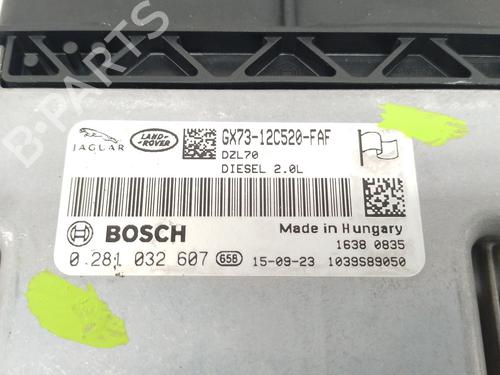 B-PARTS
JAGUAR
LAND-ROVER
GX73-12C520-FAF
DZL70
DIESEL 2.0L
BOSCH
Made in Hungary
1638 0835
0 281 032 607 65B 15-09-23 1039S89050